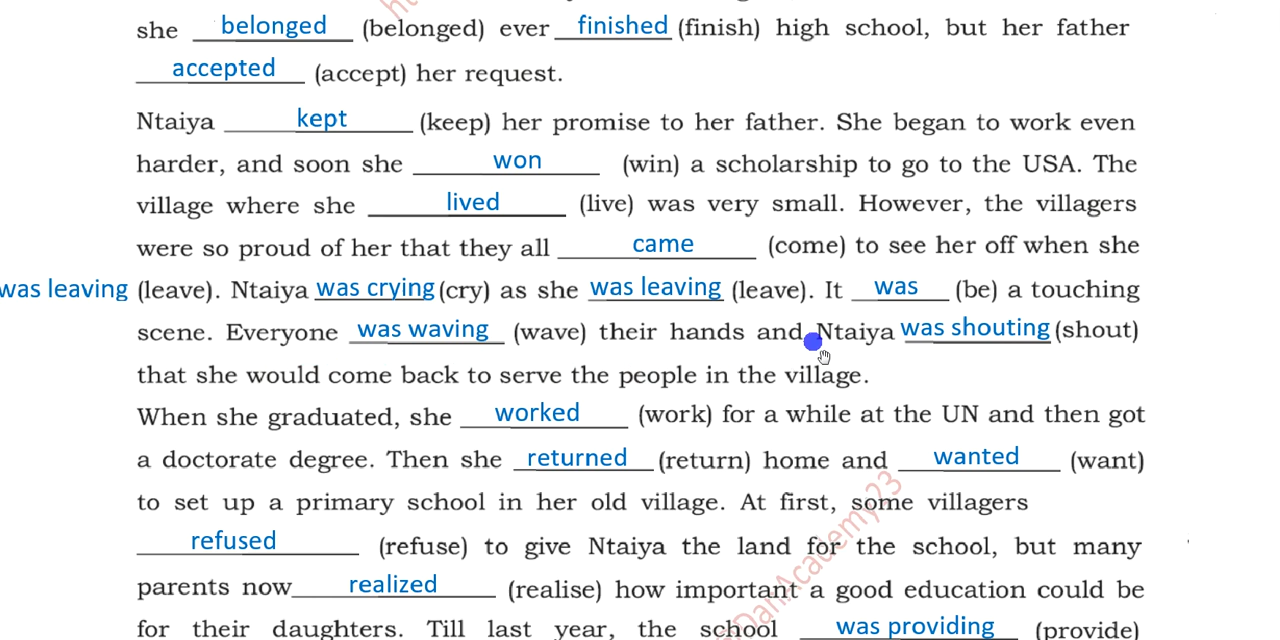 she belonged (belonged) ever finished (finish) high school, but her father
accepted (accept) her request.
Ntaiya kept (keep) her promise to her father. She began to work even
harder, and soon she won (win) a scholarship to go to the USA. The
village where she lived (live) was very small. However, the villagers
were so proud of her that they all came (come) to see her off when she
was leaving (leave). Ntaiya was crying (cry) as she was leaving (leave). It was (be) a touching
scene. Everyone was waving (wave) their hands and Ntaiya was shouting (shout)
that she would come back to serve the people in the village.
When she graduated, she worked (work) for a while at the UN and then got
a doctorate degree. Then she returned (return) home and wanted (want)
to set up a primary school in her old village. At first, some villagers
refused (refuse) to give Ntaiya the land for the school, but many
parents now realized (realise) how important a good education could be
for their daughters. Till last year, the school was providing (provide)
DanAcademy23